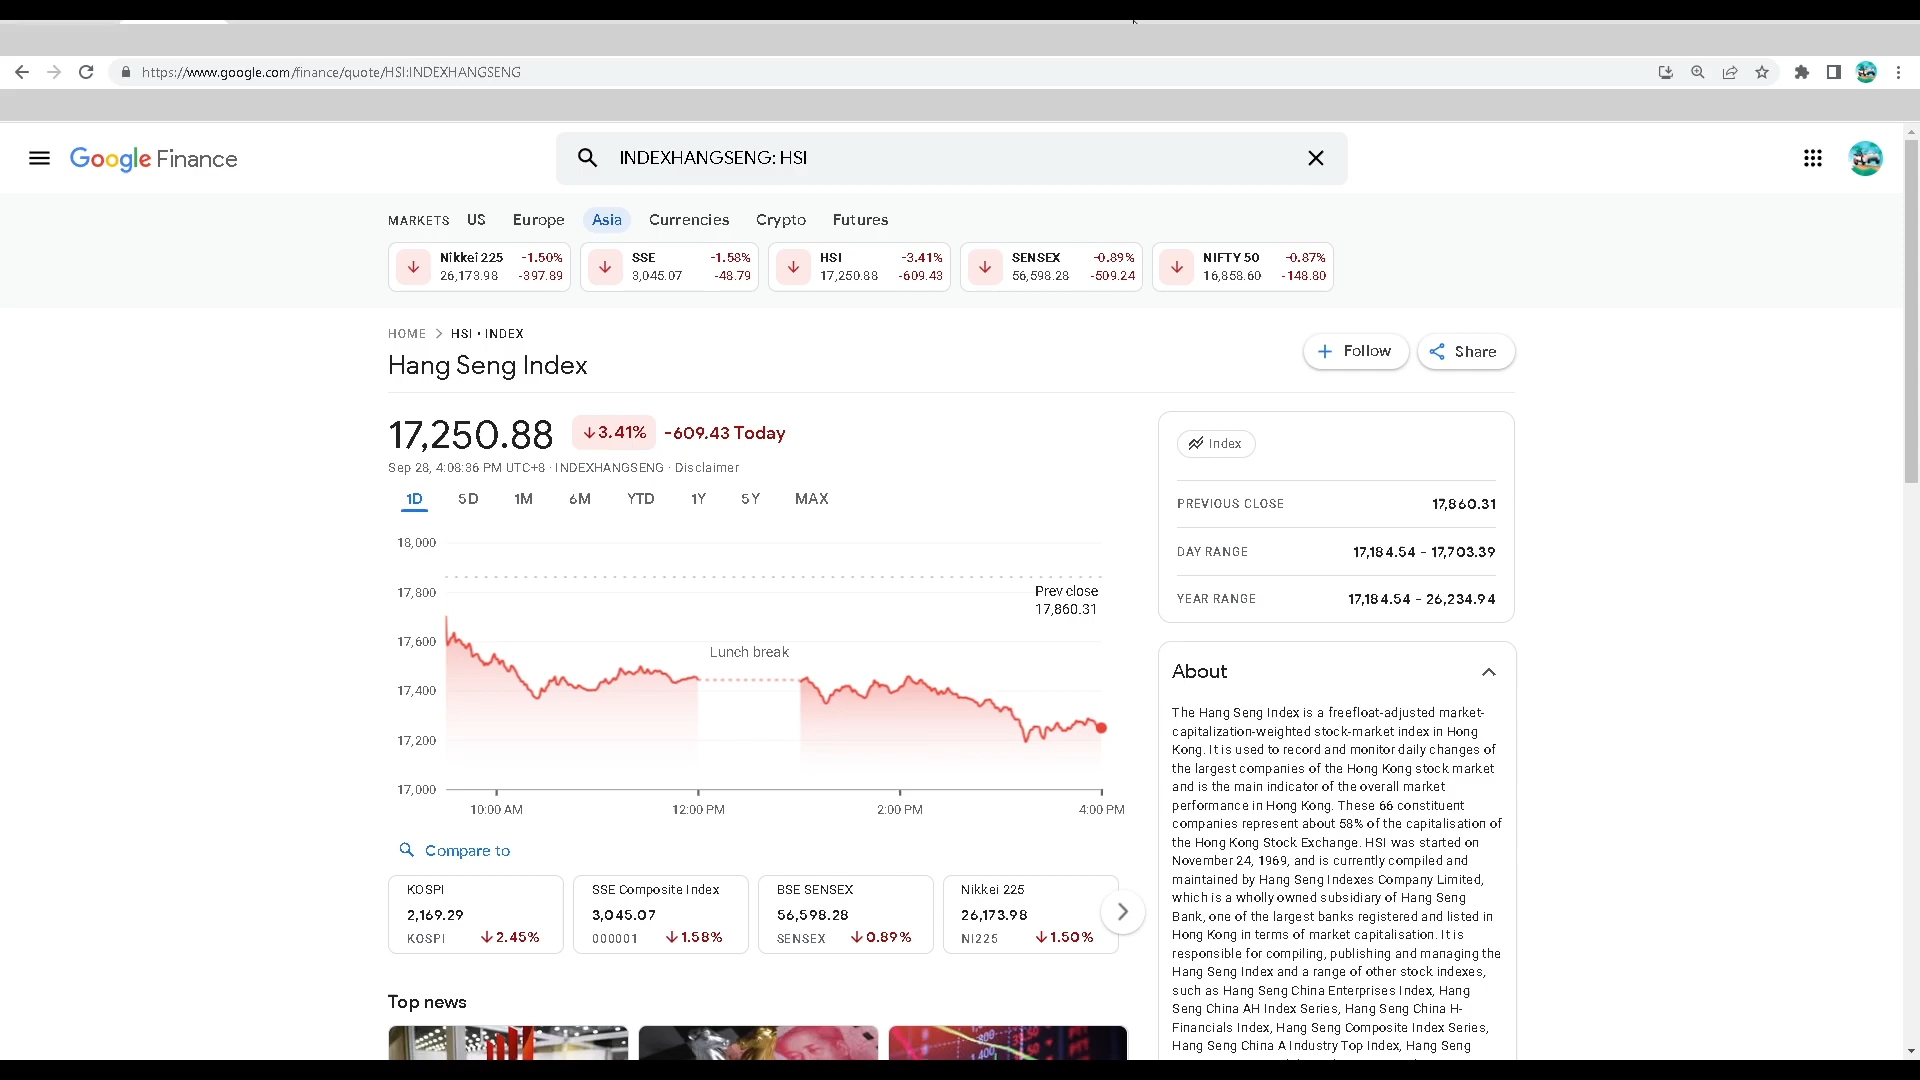 https://www.google.com/finance/quote/HSI:INDEXHANGSENG
Google Finance
INDEXHANGSENG: HSI
MARKETS US Europe Asia Currencies Crypto Futures
Nikkei 225 -1.50%
26,173.98 -397.89
SSE -1.58%
3,045.07 -48.79
HSI -3.41%
17,250.88 -609.43
SENSEX -0.89%
56,598.28 -509.24
NIFTY 50 -0.87%
16,858.60 -148.80
HOME > HSI • INDEX
Hang Seng Index
Follow
Share
17,250.88 ↓3.41% -609.43 Today
Sep 28, 4:08:36 PM UTC+8 · INDEXHANGSENG · Disclaimer
1D 5D 1M 6M YTD 1Y 5Y MAX
18,000
17,800
17,600
17,400
17,200
17,000
Prev close
17,860.31
Lunch break
10:00 AM 12:00 PM 2:00 PM 4:00 PM
Compare to
KOSPI
2,169.29
KOSPI ↓2.45%
SSE Composite Index
3,045.07
000001 ↓1.58%
BSE SENSEX
56,598.28
SENSEX ↓0.89%
Nikkei 225
26,173.98
NI225 ↓1.50%
Top news
Index
PREVIOUS CLOSE 17,860.31
DAY RANGE 17,184.54 - 17,703.39
YEAR RANGE 17,184.54 - 26,234.94
About
The Hang Seng Index is a freefloat-adjusted market-
capitalization-weighted stock-market index in Hong
Kong. It is used to record and monitor daily changes of
the largest companies of the Hong Kong stock market
and is the main indicator of the overall market
performance in Hong Kong. These 66 constituent
companies represent about 58% of the capitalisation of
the Hong Kong Stock Exchange. HSI was started on
November 24, 1969, and is currently compiled and
maintained by Hang Seng Indexes Company Limited,
which is a wholly owned subsidiary of Hang Seng
Bank, one of the largest banks registered and listed in
Hong Kong in terms of market capitalisation. It is
responsible for compiling, publishing and managing the
Hang Seng Index and a range of other stock indexes,
such as Hang Seng China Enterprises Index, Hang
Seng China AH Index Series, Hang Seng China H-
Financials Index, Hang Seng Composite Index Series,
Hang Seng China A Industry Top Index, Hang Seng